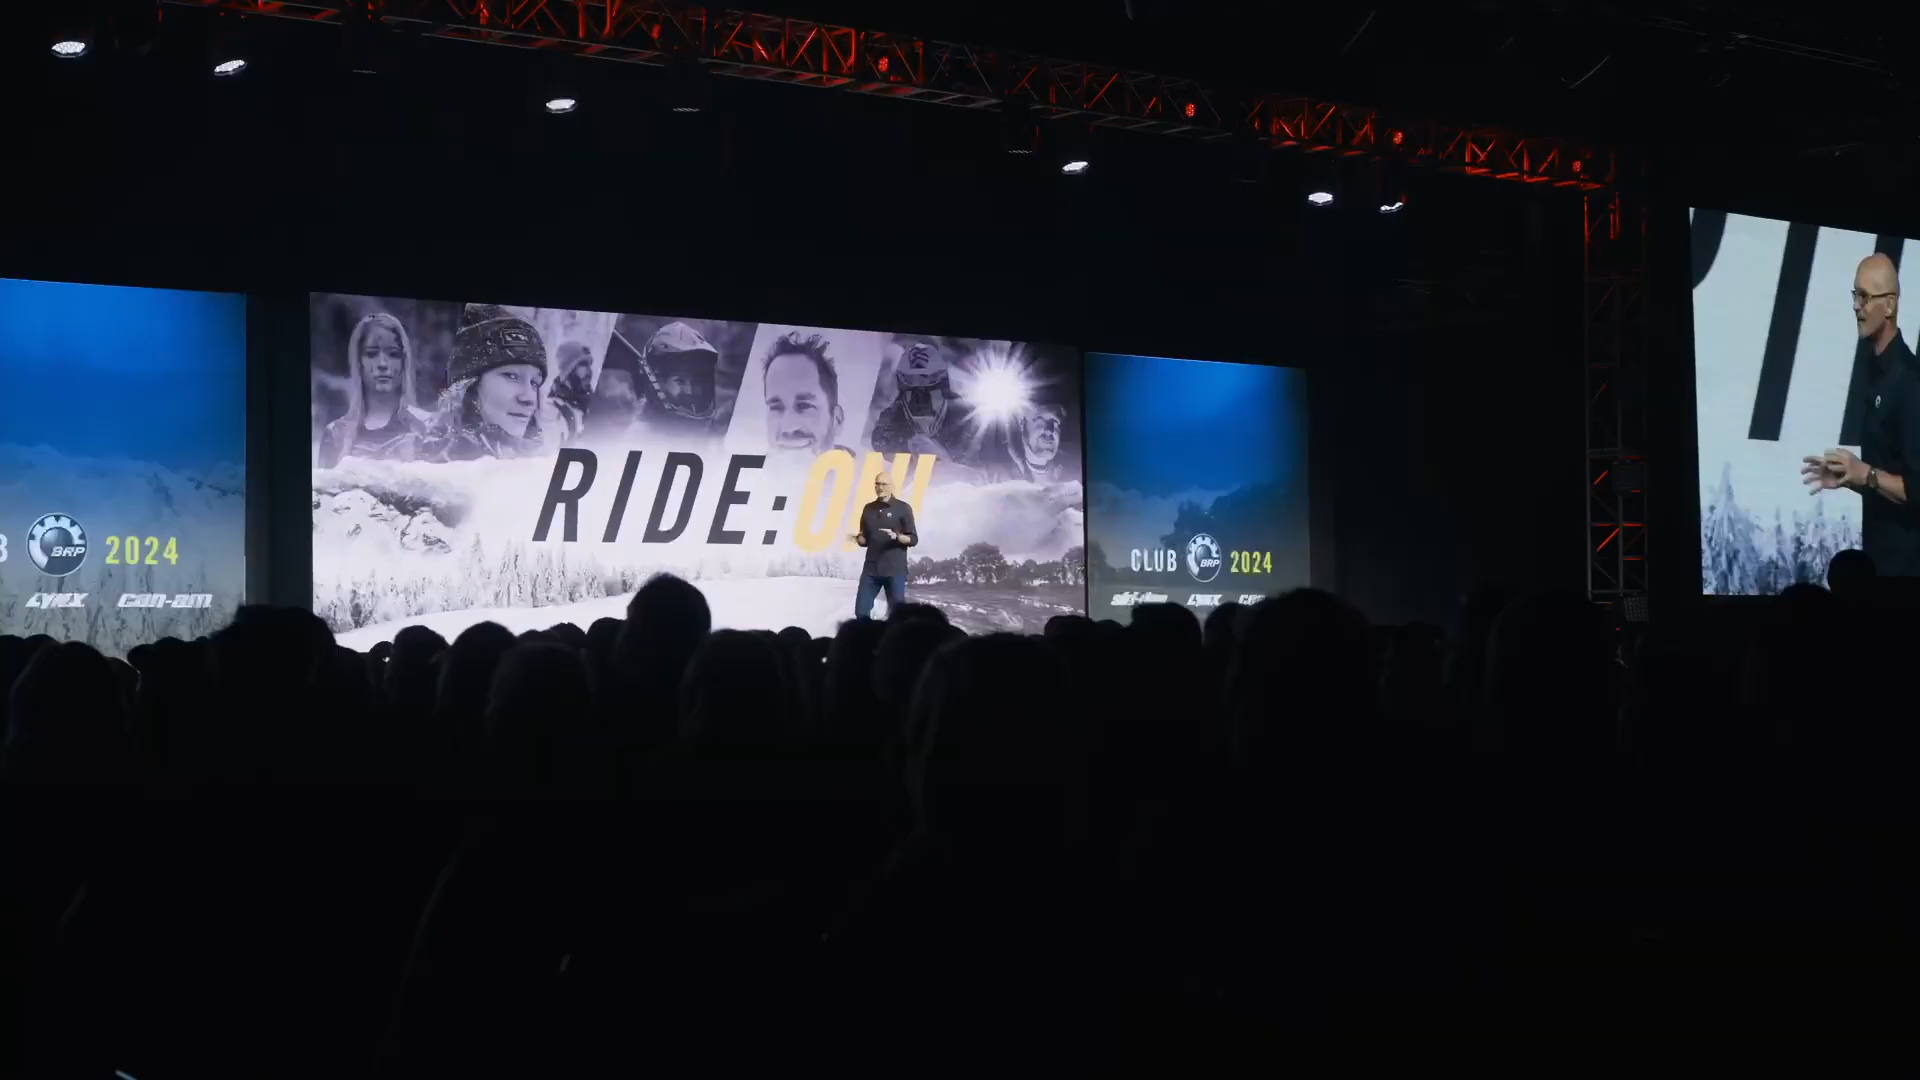 RIDE:ON!
BRP 2024
LYNX can-am
CLUB BRP 2024
ski-doo LYNX